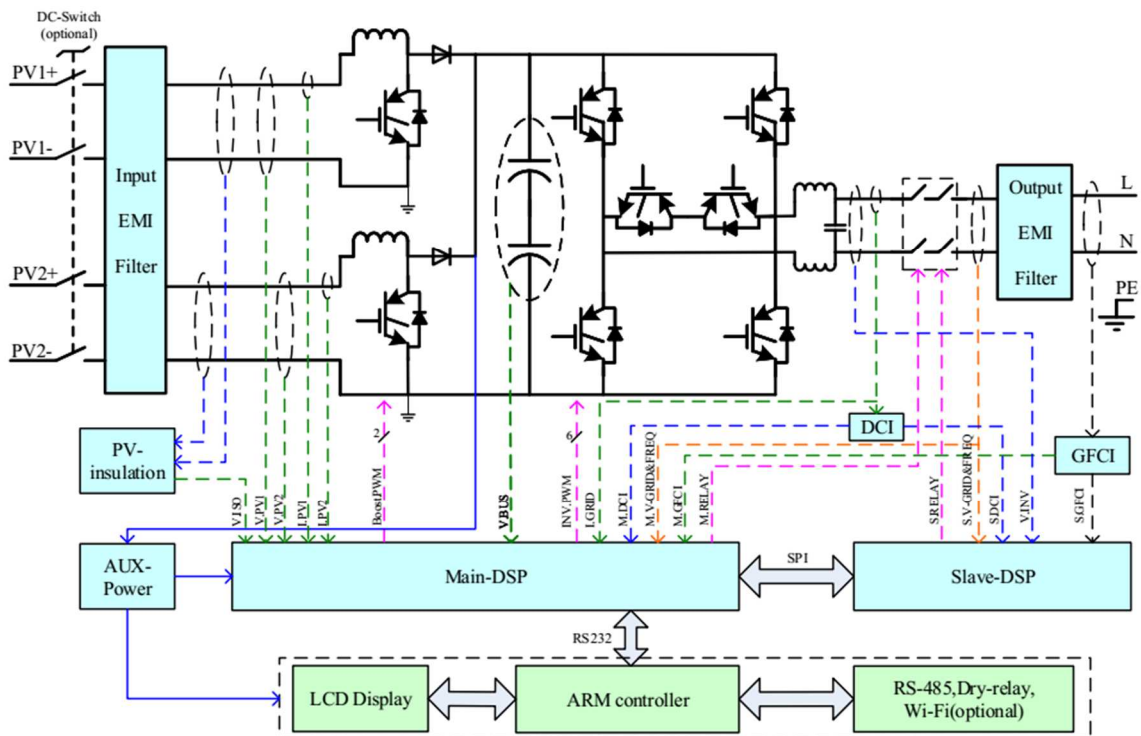 DC-Switch
(optional)
PV1+
PV1-
PV2+
PV2-
Input
EMI
Filter
Output
EMI
Filter
L
N
PE
PV-
insulation
DCI
GFCI
V.ISO
V.PV1
V.PV2
I.PV1
I.PV2
2
BoostPWM
V.BUS
6
INV.PWM
I.GRID
M.DCI
M,V-GRID&FREQ
M.GFCI
M.RELAY
S.RELAY
S,V-GRID&FREQ
S.DCI
V.INV
S.GFCI
AUX-
Power
Main-DSP
SPI
Slave-DSP
RS232
LCD Display
ARM controller
RS-485,Dry-relay,
Wi-Fi(optional)